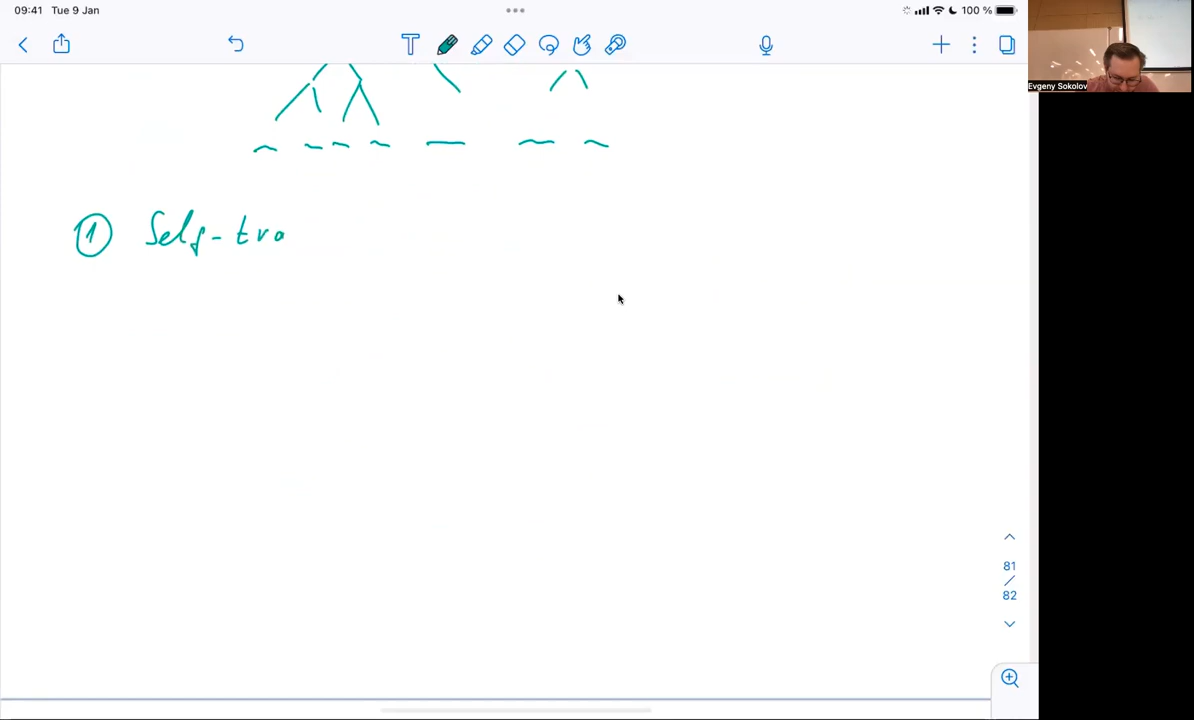 09:41 Tue 9 Jan
100 %
T
Evgeny Sokolov
① Self-tra
81
/
82